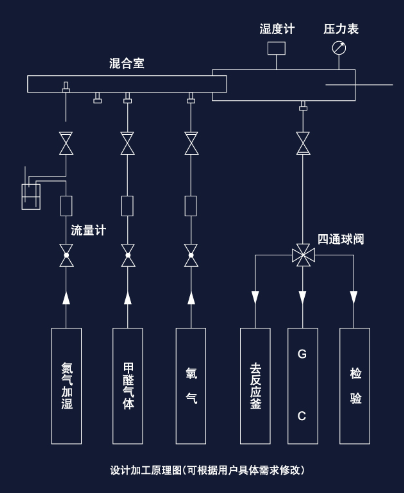 湿度计
压力表
混合室
流量计
四通球阀
氮气加湿
甲醛气体
氧气
去反应釜
G C
检验
设计加工原理图(可根据用户具体需求修改)